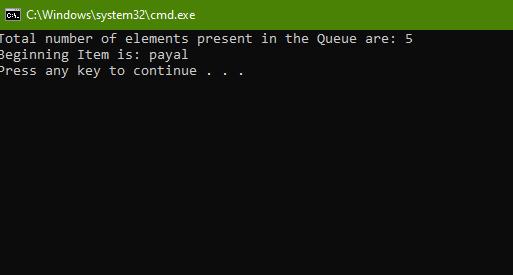 C:\Windows\system32\cmd.exe
Total number of elements present in the Queue are: 5
Beginning Item is: payal
Press any key to continue . . .